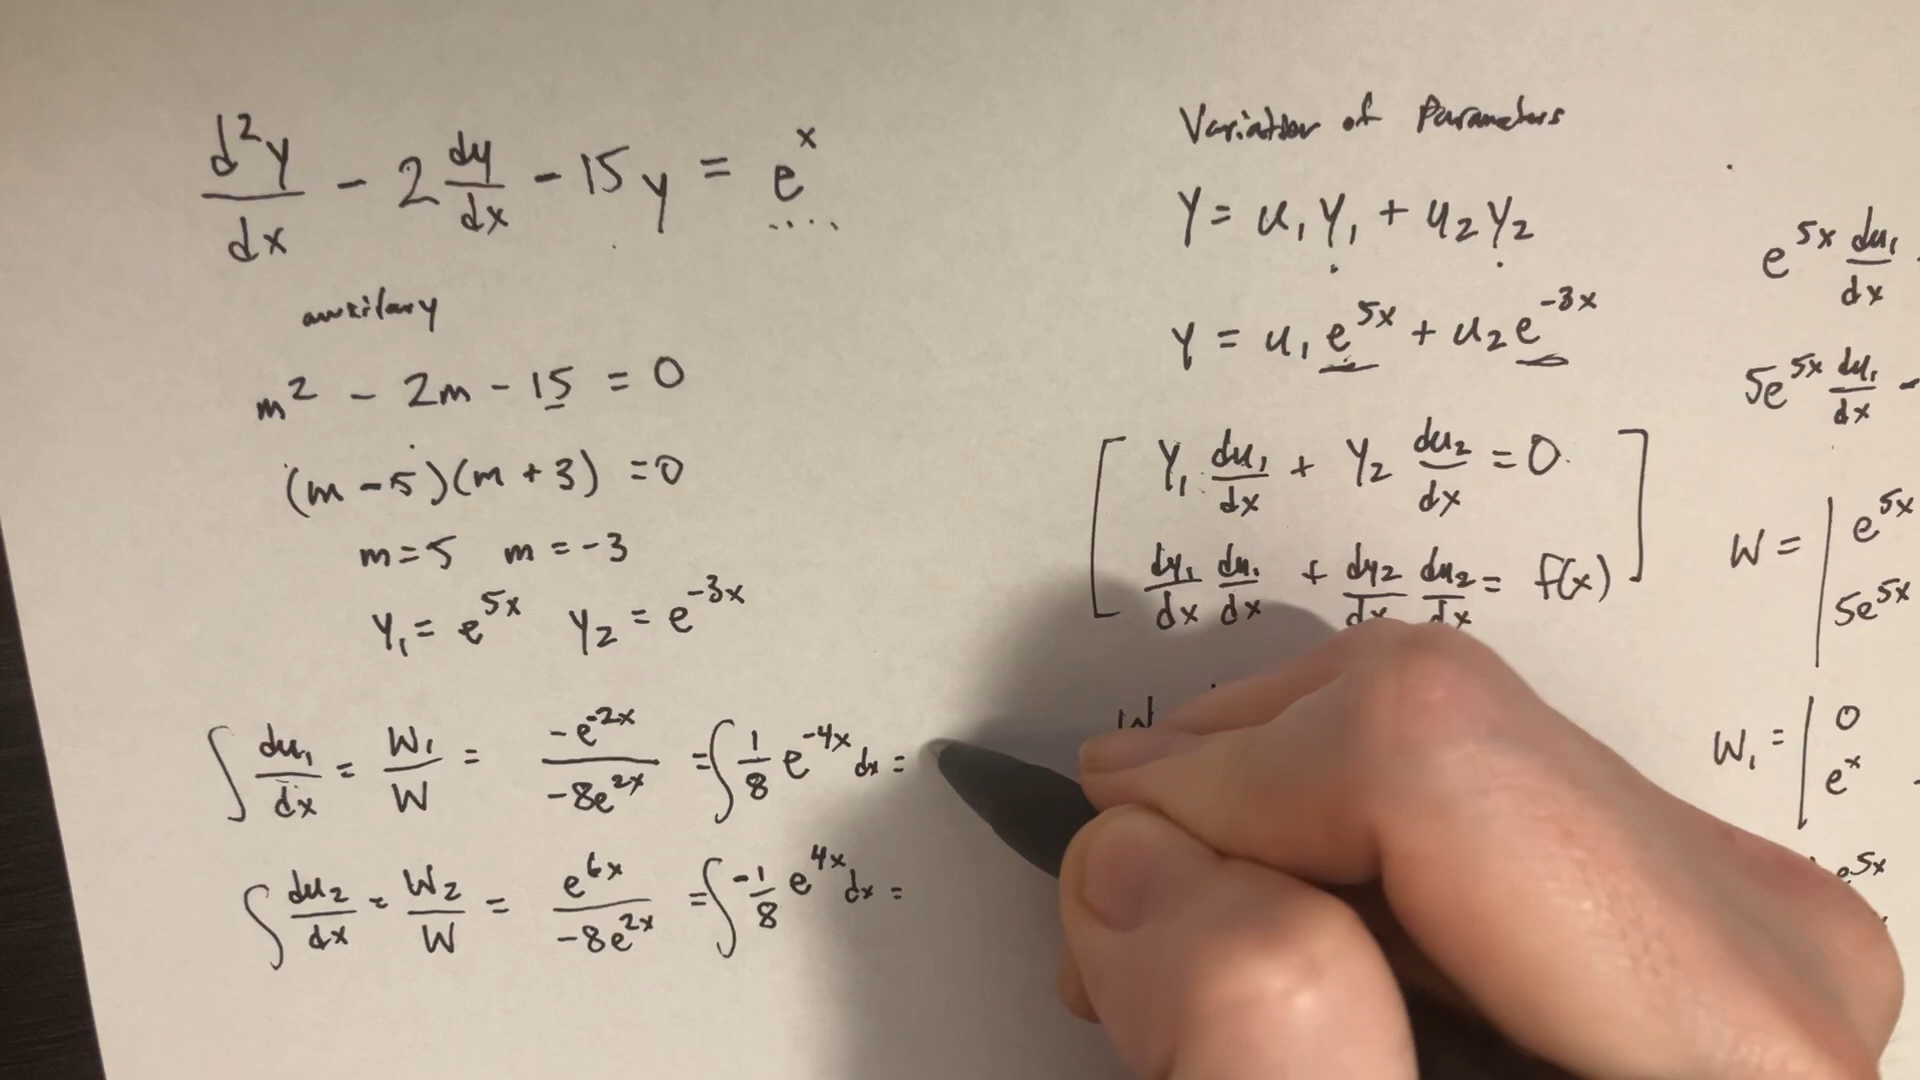 d²y/dx - 2 dy/dx - 15y = e^x
auxilary
m² - 2m - 15 = 0
(m - 5)(m + 3) = 0
m = 5 m = -3
y₁ = e^5x y₂ = e^-3x
∫ du₁/dx = W₁/W = -e^-2x/-8e^2x = ∫ 1/8 e^-4x dx =
∫ du₂/dx = W₂/W = e^6x/-8e^2x = ∫ -1/8 e^4x dx =
Variation of Parameters
y = u₁y₁ + u₂y₂
y = u₁e^5x + u₂e^-3x
[ y₁ du₁/dx + y₂ du₂/dx = 0
dy₁/dx du₁/dx + dy₂/dx du₂/dx = f(x) ]
W
e^5x du₁/dx
5e^5x du₁/dx -
W = | e^5x
5e^5x
W₁ = | 0
e^x
e^5x